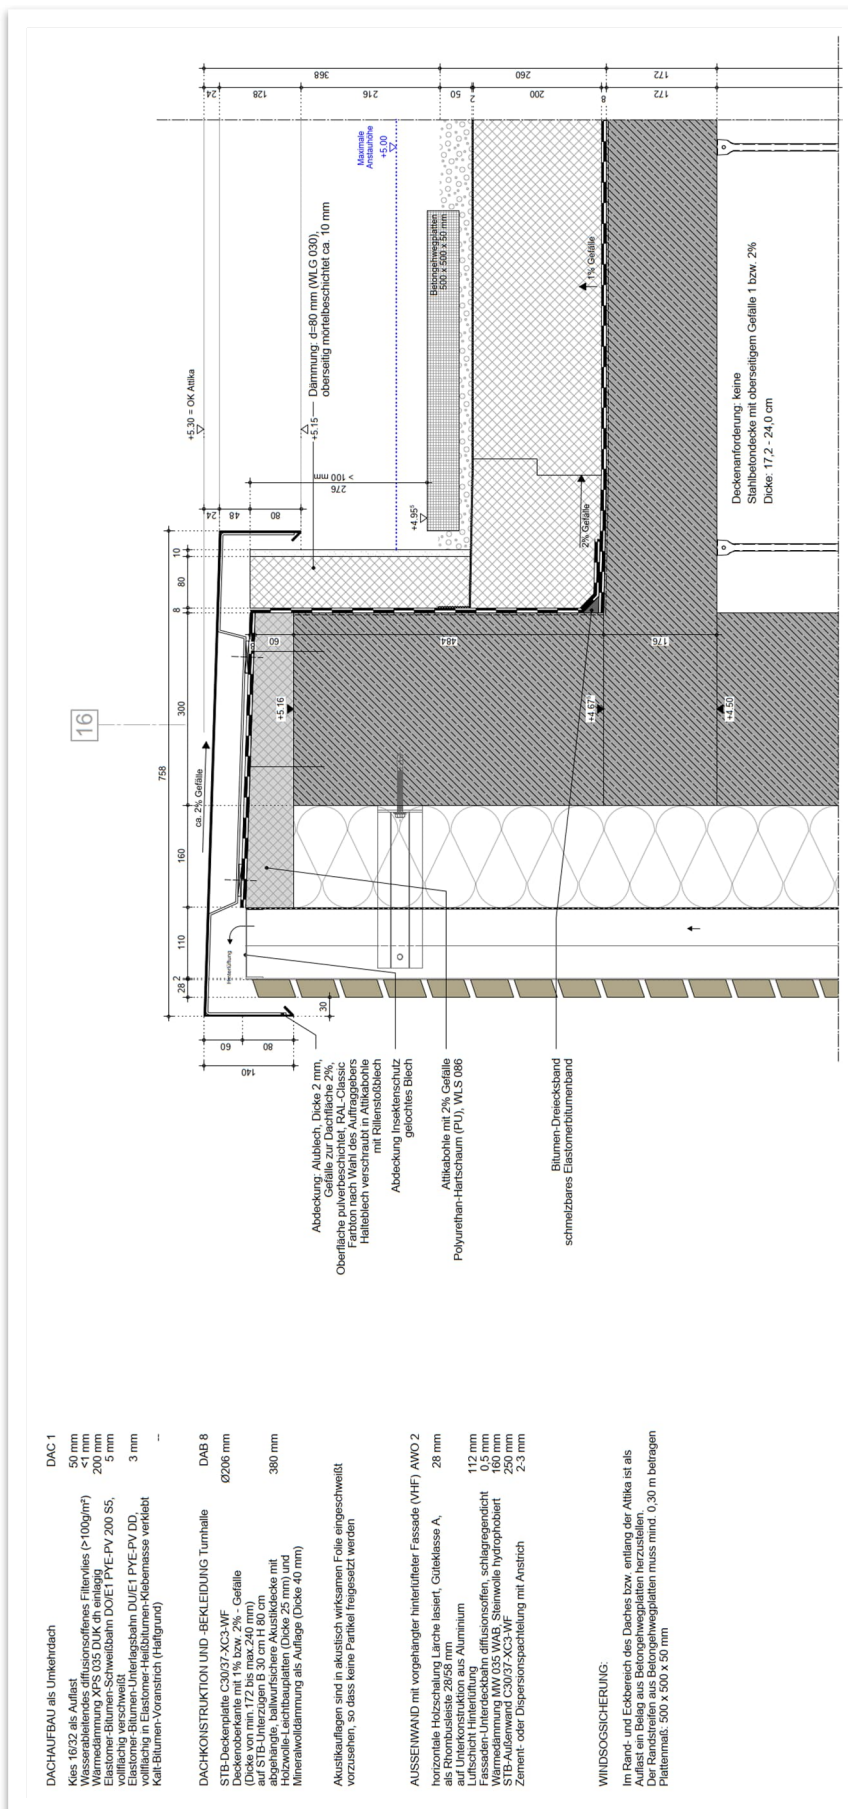 24
128
216
50
2
200
8
172
368
260
172
Maximale
Anstauhöhe
+5.00
Betongehwegplatten
500 x 500 x 50 mm
1% Gefälle
2% Gefälle
Dämmung: d=80 mm (WLG 030),
oberseitig mörtelbeschichtet ca. 10 mm
+5.30 = OK Attika
+5.15
+4.95⁵
24
48
80
276
> 100 mm
Deckenanforderung: keine
Stahlbetondecke mit oberseitigem Gefälle 1 bzw. 2%
Dicke: 17,2 - 24,0 cm
16
758
10
80
8
300
160
110
2
28
30
ca. 2% Gefälle
Hinterlüftung
60
484
176
+5.16
+4.67⁵
+4.50
60
80
140
Abdeckung: Alublech, Dicke 2 mm,
Gefälle zur Dachfläche 2%,
Oberfläche pulverbeschichtet, RAL-Classic
Farbton nach Wahl des Auftraggebers
Halteblech verschraubt in Attikabohle
mit Rillenstoßblech
Abdeckung Insektenschutz
gelochtes Blech
Attikabohle mit 2% Gefälle
Polyurethan-Hartschaum (PU), WLS 086
Bitumen-Dreiecksband
schmelzbares Elastomerbitumenband
DACHAUFBAU als Umkehrdach DAC 1
Kies 16/32 als Auflast 50 mm
Wasserableitendes diffusionsoffenes Filtervlies (>100g/m²) <1 mm
Wärmedämmung XPS 035 DUK dh einlagig 200 mm
Elastomer-Bitumen-Schweißbahn DO/E1 PYE-PV 200 S5, 5 mm
vollflächig verschweißt
Elastomer-Bitumen-Unterlagsbahn DU/E1 PYE-PV DD, 3 mm
vollflächig in Elastomer-Heißbitumen-Klebemasse verklebt
Kalt-Bitumen-Voranstrich (Haftgrund) --
DACHKONSTRUKTION UND -BEKLEIDUNG Turnhalle DAB 8
STB-Deckenplatte C30/37-XC3-WF Ø206 mm
Deckenoberkante mit 1% bzw. 2% - Gefälle
(Dicke von min.172 bis max.240 mm)
auf STB-Unterzügen B 30 cm H 80 cm
abgehängte, ballwurfsichere Akustikdecke mit 380 mm
Holzwolle-Leichtbauplatten (Dicke 25 mm) und
Mineralwolldämmung als Auflage (Dicke 40 mm)
Akustikauflagen sind in akustisch wirksamen Folie eingeschweißt
vorzusehen, so dass keine Partikel freigesetzt werden
AUSSENWAND mit vorgehängter hinterlüfteter Fassade (VHF) AWO 2
horizontale Holzschalung Lärche lasiert, Güteklasse A, 28 mm
als Rhombusleiste 28/58 mm
auf Unterkonstruktion aus Aluminium
Luftschicht Hinterlüftung 112 mm
Fassaden-Unterdeckbahn diffusionsoffen, schlagregendicht 0,5 mm
Wärmedämmung MW 035 WAB, Steinwolle hydrophobiert 160 mm
STB-Außenwand C30/37-XC3-WF 250 mm
Zement- oder Dispersionspachtelung mit Anstrich 2-3 mm
WINDSOGSICHERUNG:
Im Rand- und Eckbereich des Daches bzw. entlang der Attika ist als
Auflast ein Belag aus Betongehwegplatten herzustellen.
Der Randstreifen aus Betongehwegplatten muss mind. 0,30 m betragen
Plattenmaß: 500 x 500 x 50 mm